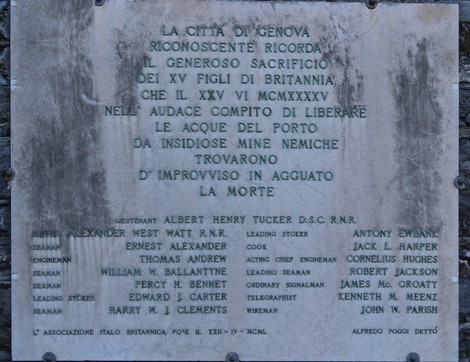 LA CITTÀ DI GENOVA
RICONOSCENTE RICORDA
IL GENEROSO SACRIFICIO
DEI XV FIGLI DI BRITANNIA
CHE IL XXV VI MCMXXXXV
NELL' AUDACE COMPITO DI LIBERARE
LE ACQUE DEL PORTO
DA INSIDIOSE MINE NEMICHE
TROVARONO
D'IMPROVVISO IN AGGUATO
LA MORTE
LIEUTENANT ALBERT HENRY TUCKER D.S.C. R.N.R.
ALEXANDER WEST WATT R.N.R.
SEAMAN ERNEST ALEXANDER
ENGINEMAN THOMAS ANDREW
SEAMAN WILLIAM W. BALLANTYNE
SEAMAN PERCY H. BENNET
LEADING STOKER EDWARD J. CARTER
SEAMAN HARRY W. J. CLEMENTS
LEADING STOKER ANTONY EWBANK
COOK JACK L. HARPER
ACTING CHIEF ENGINEMAN CORNELIUS HUGHES
LEADING SEAMAN ROBERT JACKSON
ORDINARY SIGNALMAN JAMES Mc. GROATY
TELEGRAPHIST KENNETH M. MEENZ
WIREMAN JOHN W. PARISH
L' ASSOCIAZIONE ITALO BRITANNICA POSE IL XXII-IV-MCML
ALFREDO POGGI DETTÒ